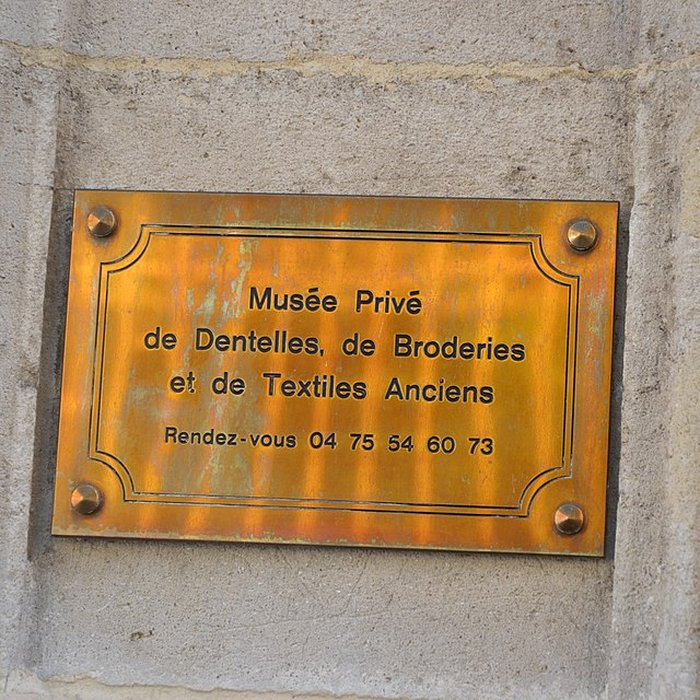 Musée Privé
de Dentelles, de Broderies
et de Textiles Anciens
Rendez-vous 04 75 54 60 73